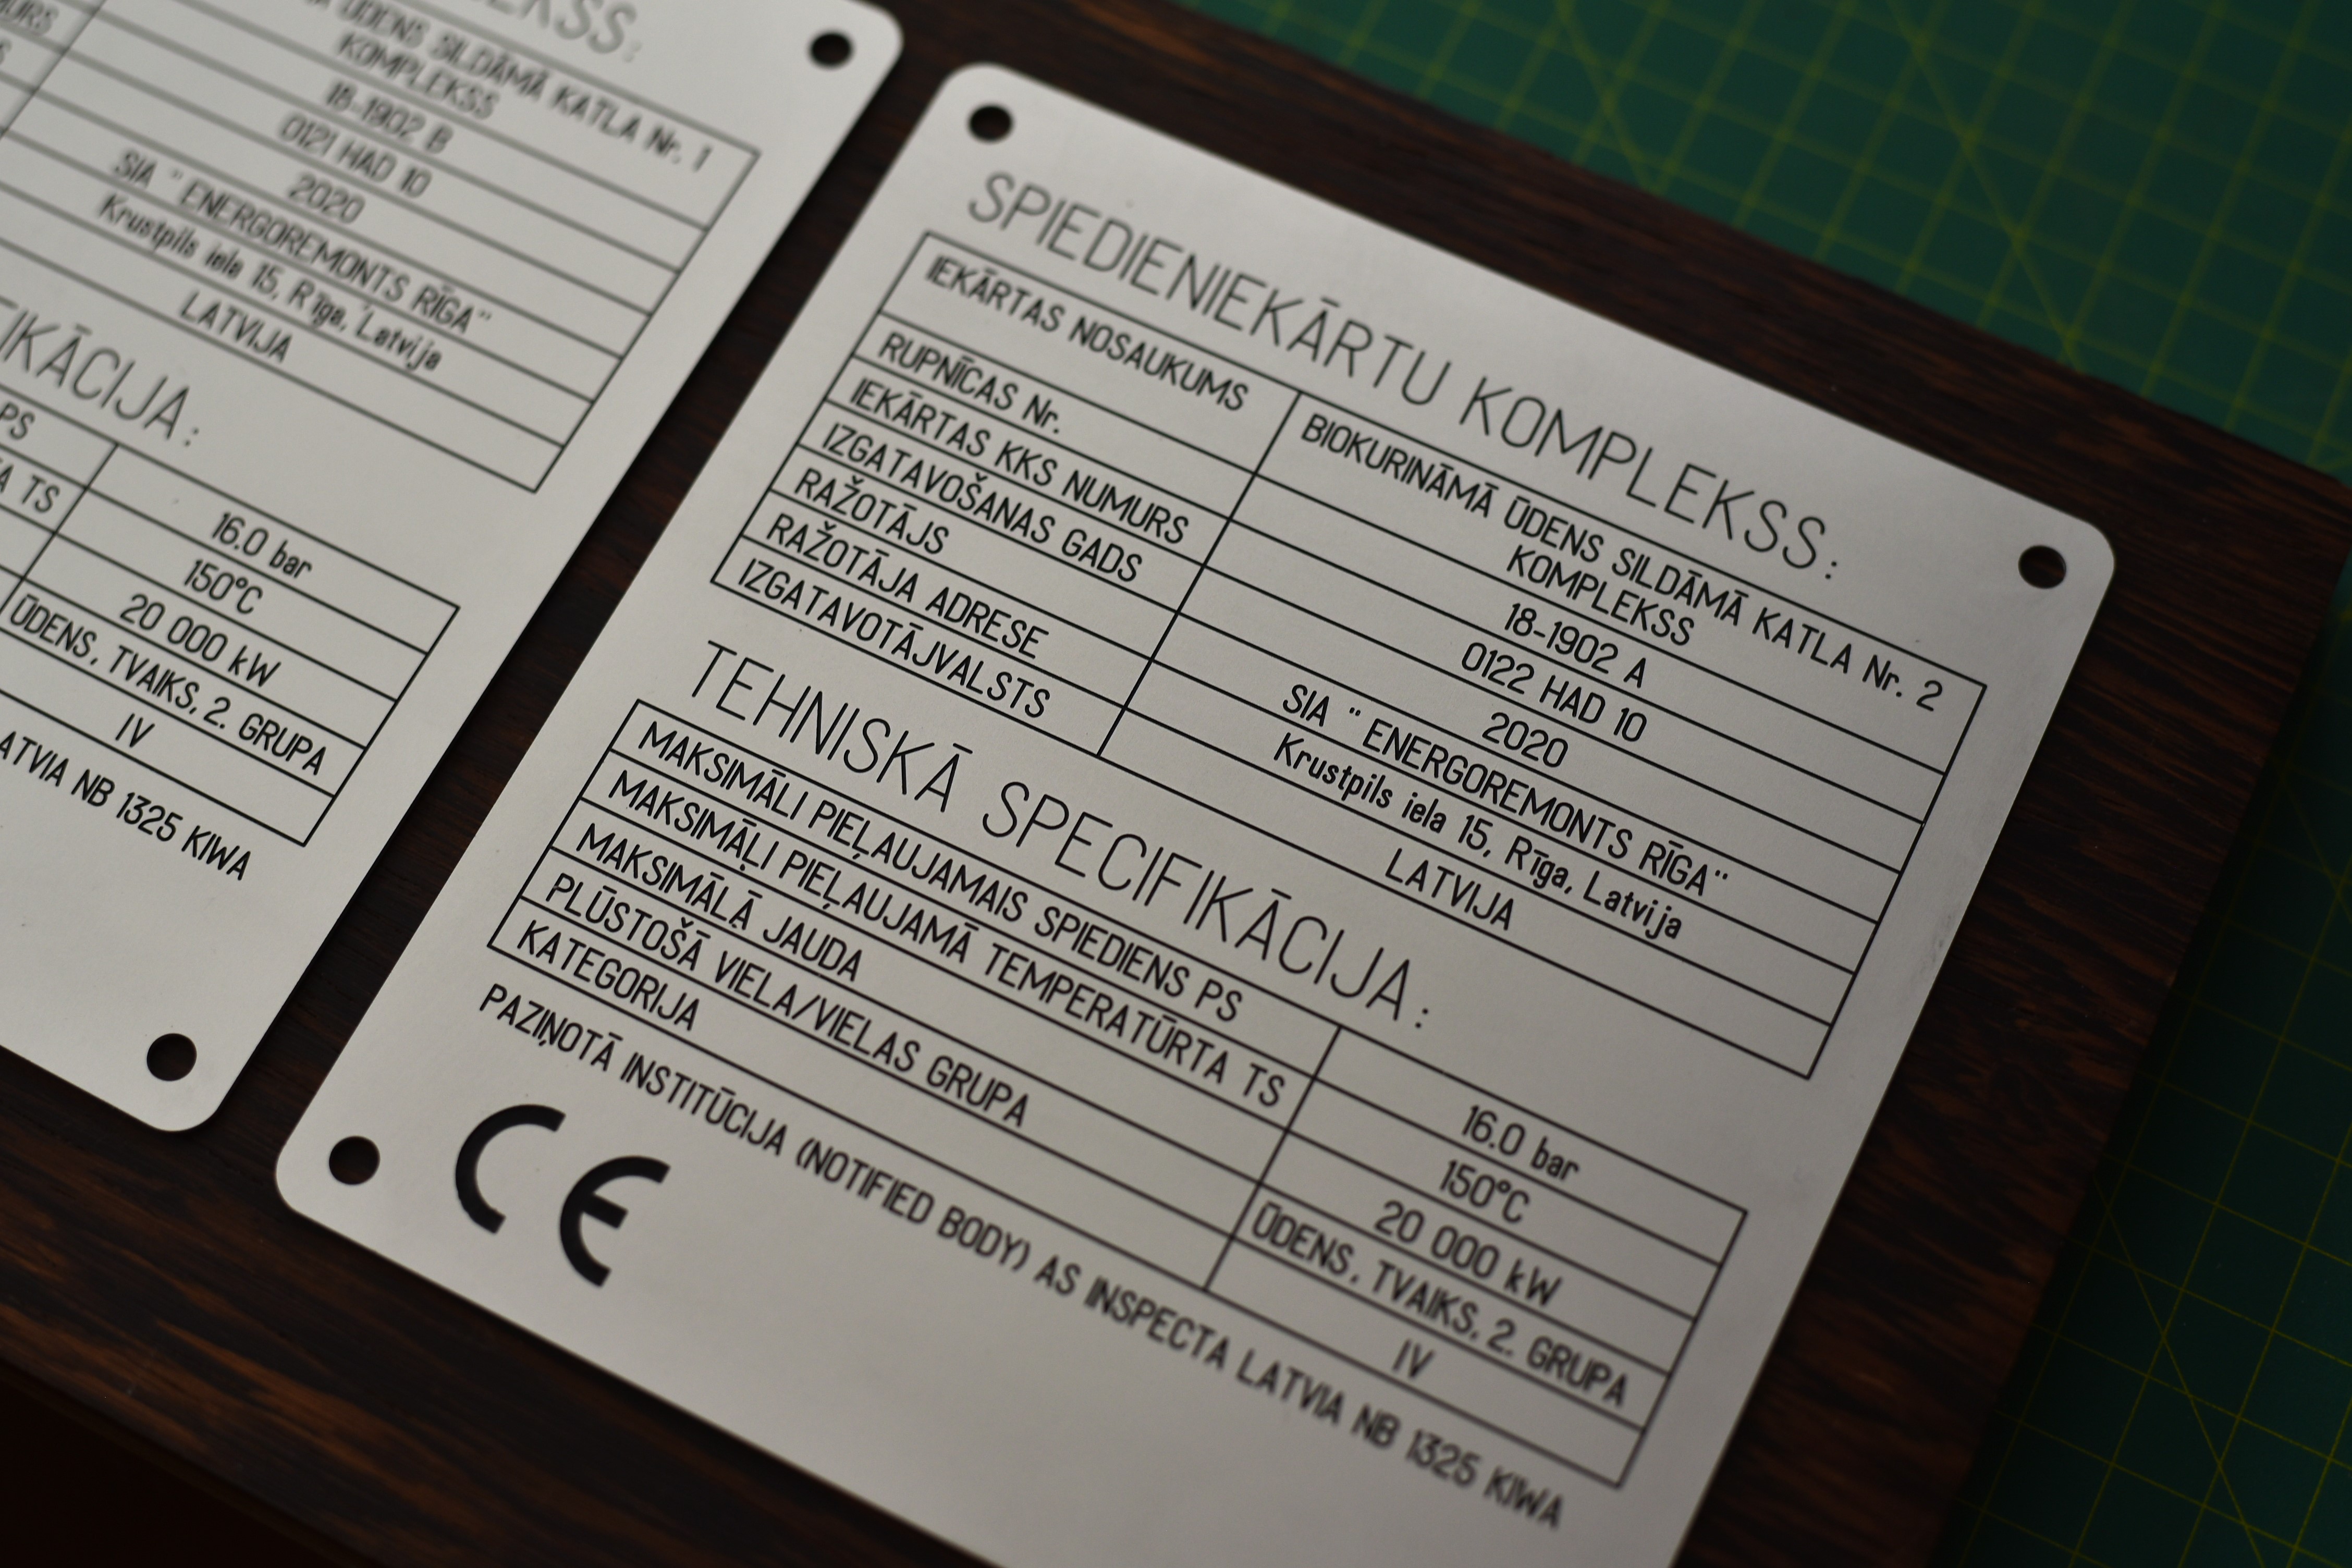 KOMPLEKSS:
ŪDENS SILDĀMĀ KATLA Nr. 1
KOMPLEKSS
18-1902 B
0121 HAD 10
2020
SIA " ENERGOREMONTS RĪGA"
Krustpils iela 15, Rīga, Latvija
LATVIJA
PS 16.0 bar
TS 150°C
20 000 kW
ŪDENS, TVAIKS, 2. GRUPA
IV
NB 1325 KIWA
SPIEDIENIEKĀRTU KOMPLEKSS:
IEKĀRTAS NOSAUKUMS BIOKURINĀMĀ ŪDENS SILDĀMĀ KATLA Nr. 2
KOMPLEKSS
RUPNĪCAS Nr. 18-1902 A
IEKĀRTAS KKS NUMURS 0122 HAD 10
IZGATAVOŠANAS GADS 2020
RAŽOTĀJS SIA " ENERGOREMONTS RĪGA"
RAŽOTĀJA ADRESE Krustpils iela 15, Rīga, Latvija
IZGATAVOTĀJVALSTS LATVIJA
TEHNISKĀ SPECIFIKĀCIJA:
MAKSIMĀLI PIEĻAUJAMAIS SPIEDIENS PS 16.0 bar
MAKSIMĀĻI PIEĻAUJAMĀ TEMPERATŪRTA TS 150°C
MAKSIMĀLĀ JAUDA 20 000 kW
PLŪSTOŠĀ VIELA/VIELAS GRUPA ŪDENS, TVAIKS, 2. GRUPA
KATEGORIJA IV
PAZIŅOTĀ INSTITŪCIJA (NOTIFIED BODY) AS INSPECTA LATVIA NB 1325 KIWA
CE